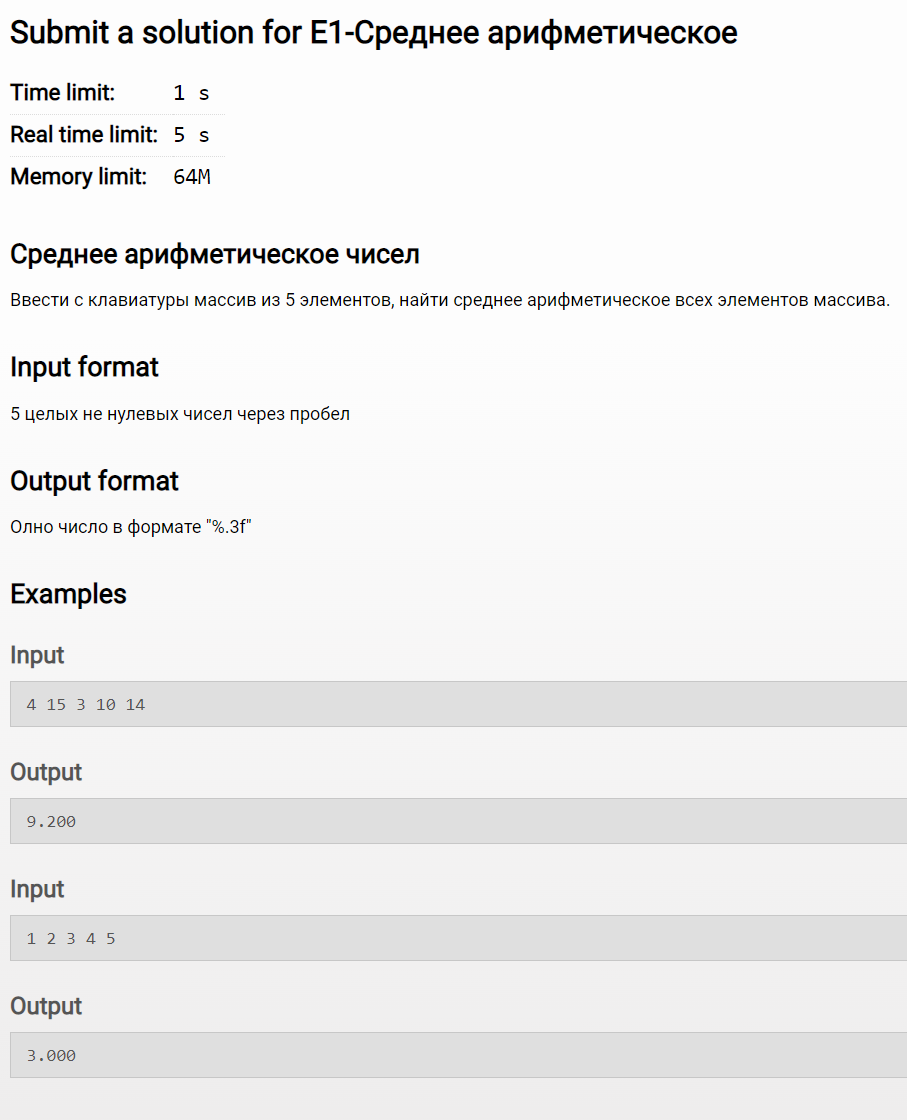 Submit a solution for E1-Среднее арифметическое
Time limit: 1 s
Real time limit: 5 s
Memory limit: 64M
Среднее арифметическое чисел
Ввести с клавиатуры массив из 5 элементов, найти среднее арифметическое всех элементов массива.
Input format
5 целых не нулевых чисел через пробел
Output format
Олно число в формате "%.3f"
Examples
Input
4 15 3 10 14
Output
9.200
Input
1 2 3 4 5
Output
3.000